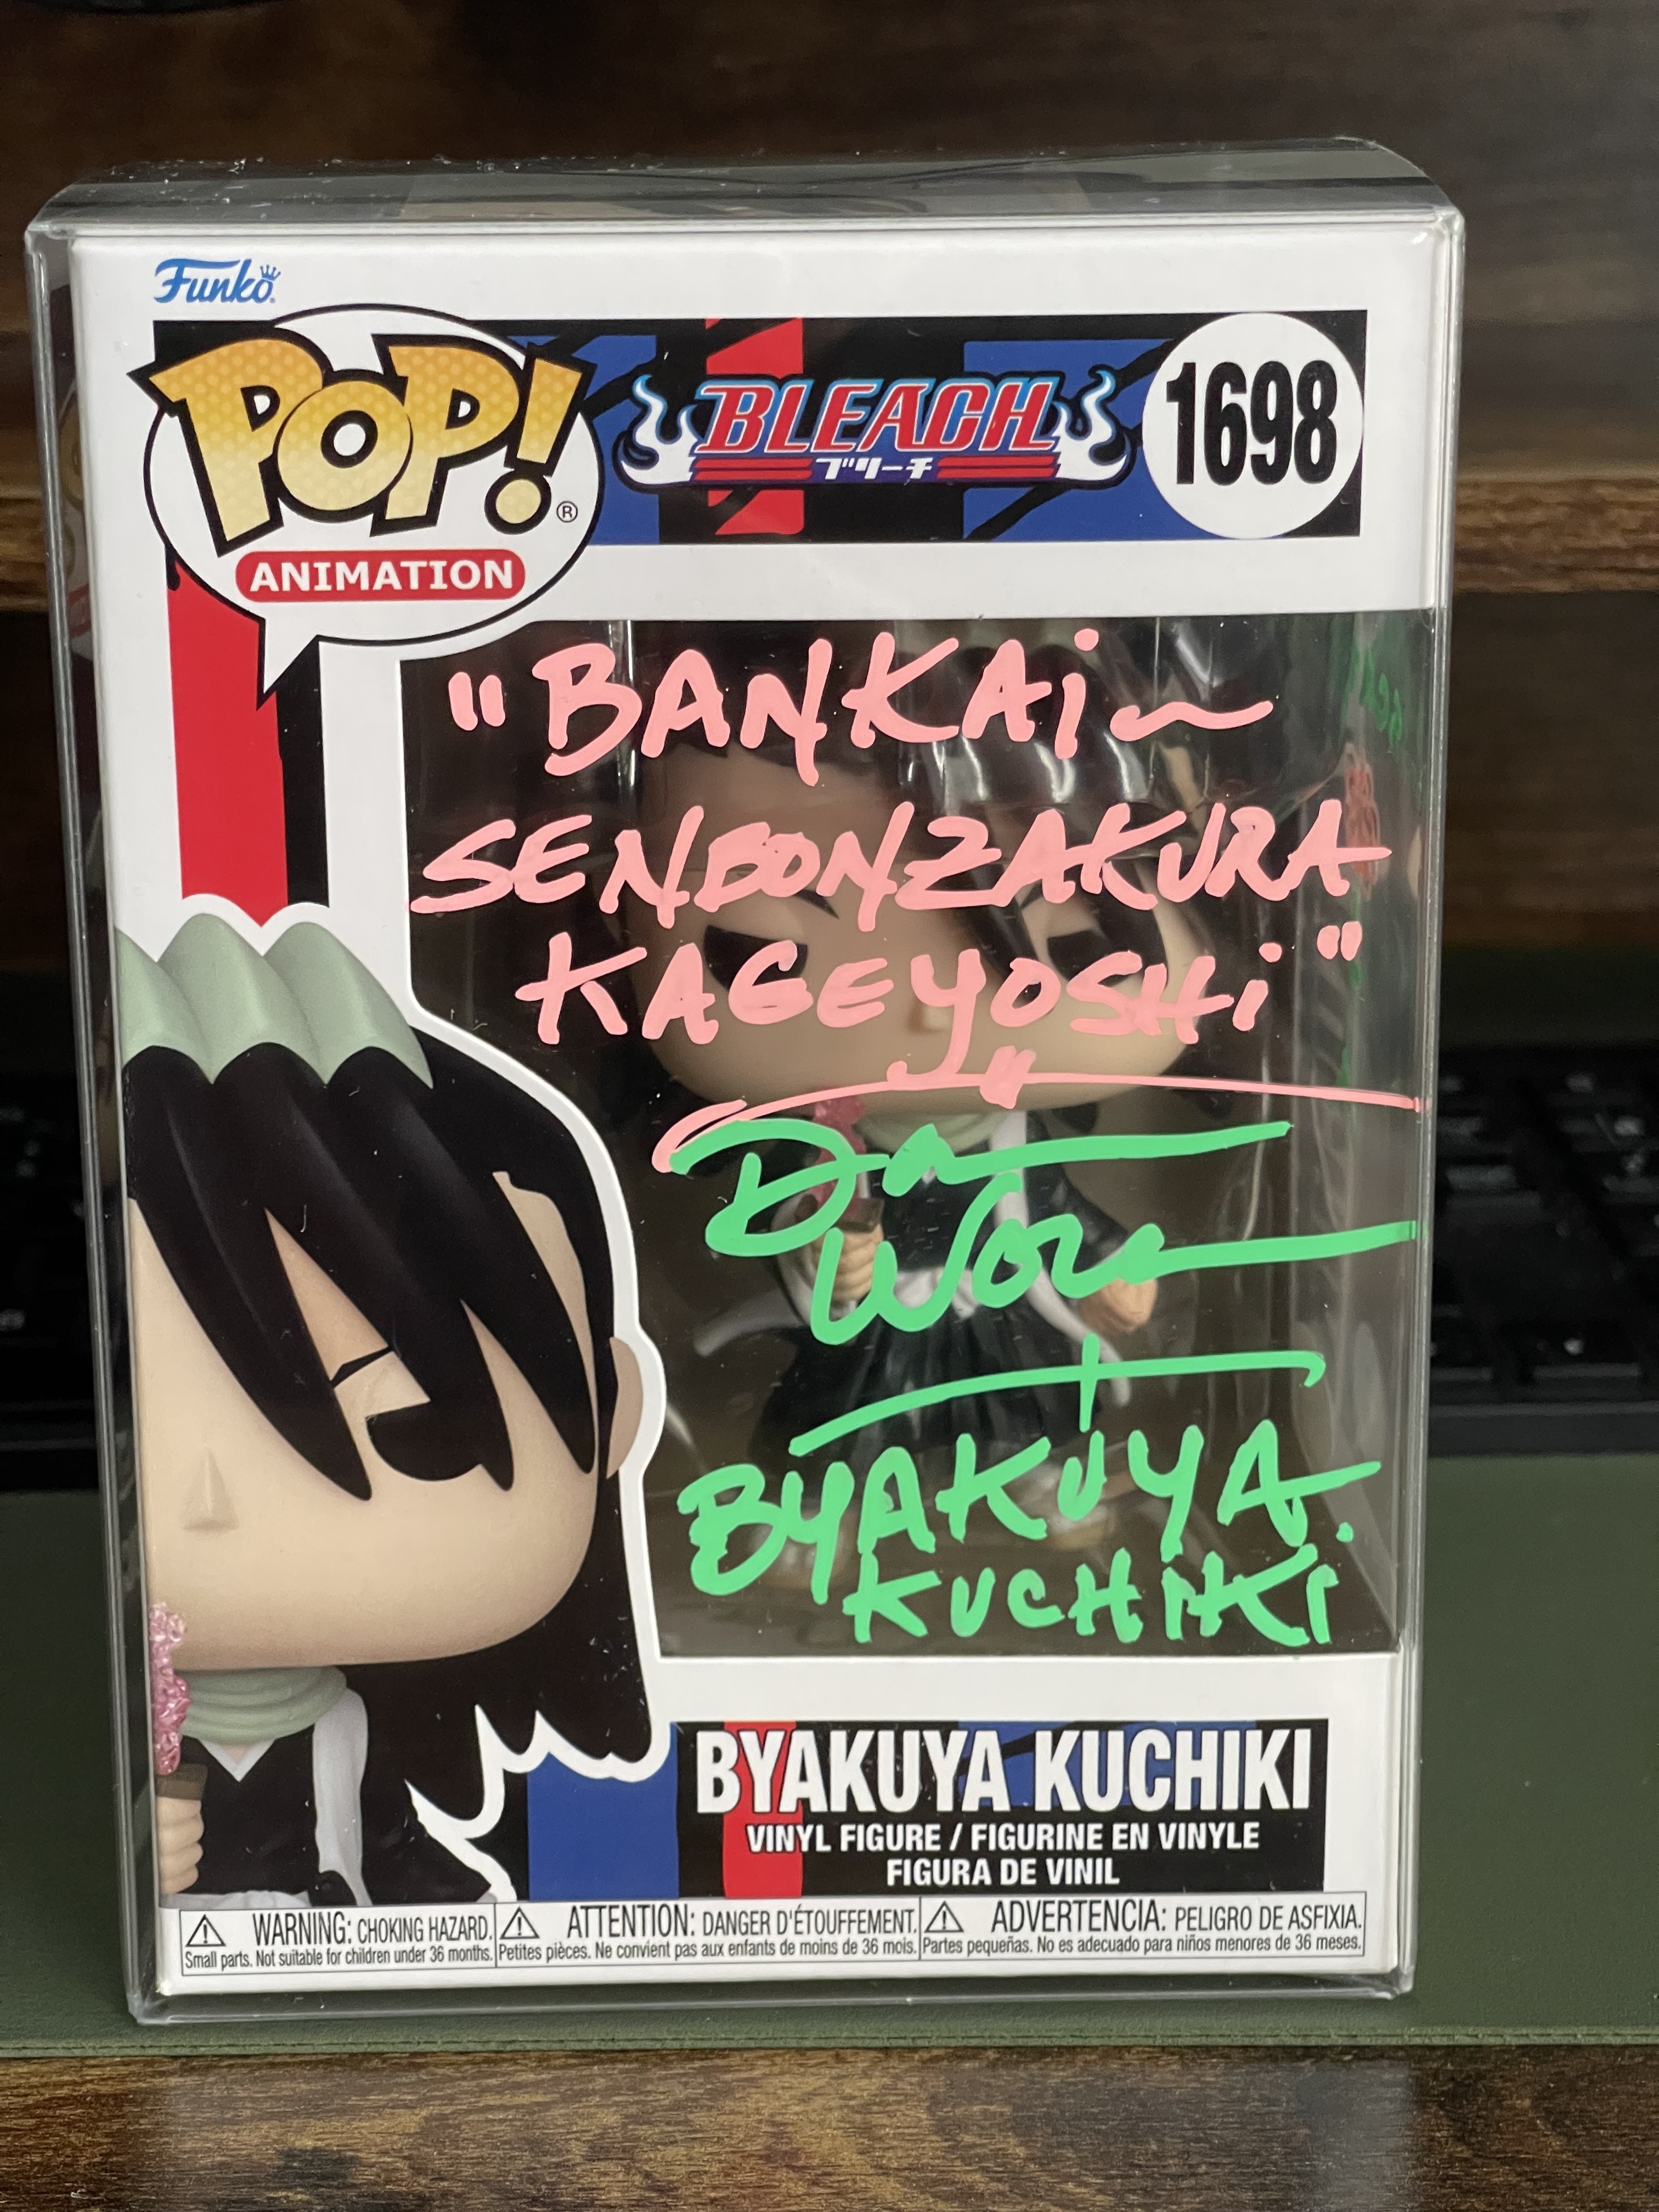 Funko
POP! ®
ANIMATION
BLEACH
ブリーチ
1698
"BANKAi~
SENBONZAKURA
KAGEYOSHi"
BYAKUYA.
KUCHIKI
BYAKUYA KUCHIKI
VINYL FIGURE / FIGURINE EN VINYLE
FIGURA DE VINIL
WARNING: CHOKING HAZARD.
Small parts. Not suitable for children under 36 months.
ATTENTION: DANGER D'ÉTOUFFEMENT.
Petites pièces. Ne convient pas aux enfants de moins de 36 mois.
ADVERTENCIA: PELIGRO DE ASFIXIA.
Partes pequeñas. No es adecuado para niños menores de 36 meses.